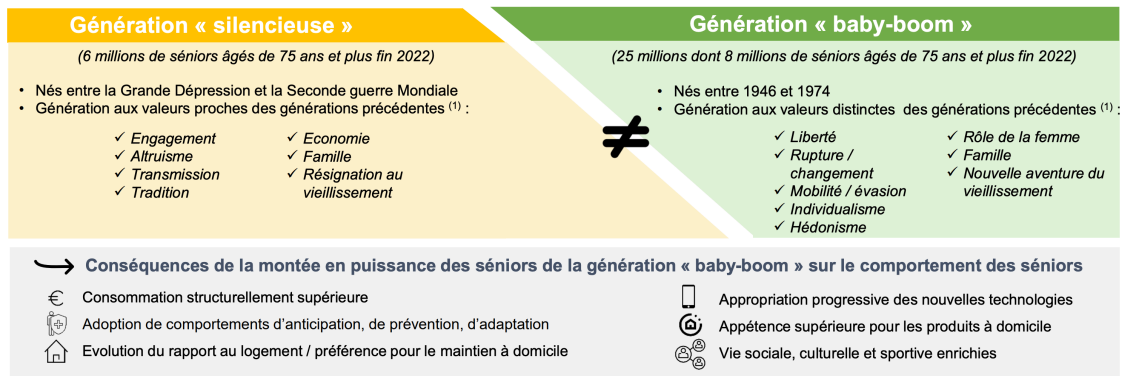 Génération « silencieuse »
(6 millions de séniors âgés de 75 ans et plus fin 2022)
• Nés entre la Grande Dépression et la Seconde guerre Mondiale
• Génération aux valeurs proches des générations précédentes (1) :
✓ Engagement
✓ Altruisme
✓ Transmission
✓ Tradition
✓ Economie
✓ Famille
✓ Résignation au
vieillissement
≠
Génération « baby-boom »
(25 millions dont 8 millions de séniors âgés de 75 ans et plus fin 2022)
• Nés entre 1946 et 1974
• Génération aux valeurs distinctes des générations précédentes (1) :
✓ Liberté
✓ Rupture /
changement
✓ Mobilité / évasion
✓ Individualisme
✓ Hédonisme
✓ Rôle de la femme
✓ Famille
✓ Nouvelle aventure du
vieillissement
Conséquences de la montée en puissance des séniors de la génération « baby-boom » sur le comportement des séniors
€ Consommation structurellement supérieure
Adoption de comportements d'anticipation, de prévention, d'adaptation
Evolution du rapport au logement / préférence pour le maintien à domicile
Appropriation progressive des nouvelles technologies
Appétence supérieure pour les produits à domicile
Vie sociale, culturelle et sportive enrichies